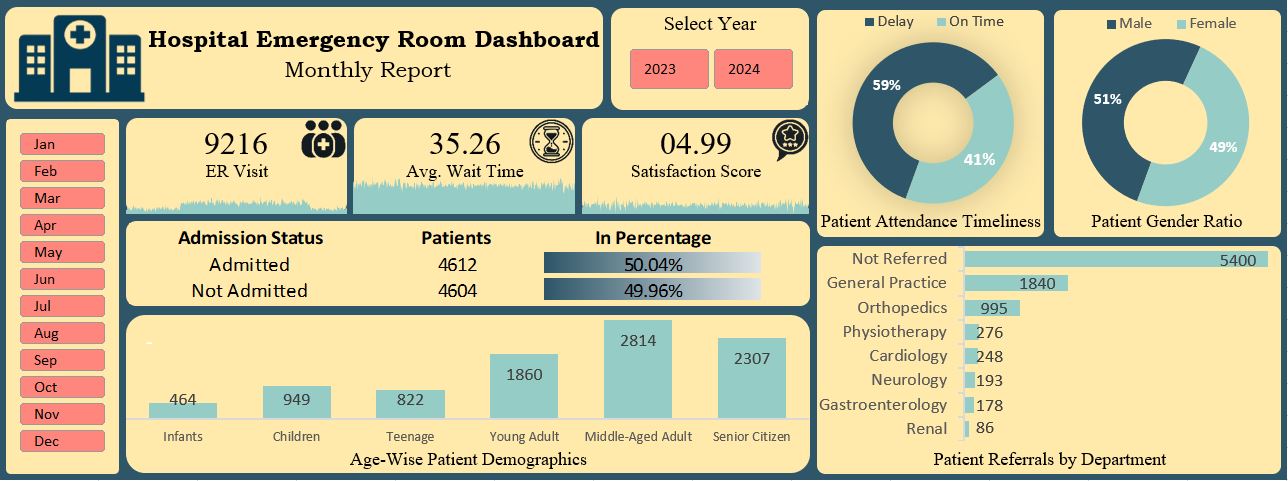 Hospital Emergency Room Dashboard
Monthly Report
Select Year
2023
2024
Jan
Feb
Mar
Apr
May
Jun
Jul
Aug
Sep
Oct
Nov
Dec
9216
ER Visit
35.26
Avg. Wait Time
04.99
Satisfaction Score
Delay On Time
59%
41%
Patient Attendance Timeliness
Male Female
51%
49%
Patient Gender Ratio
Admission Status Patients In Percentage
Admitted 4612 50.04%
Not Admitted 4604 49.96%
464 949 822 1860 2814 2307
Infants Children Teenage Young Adult Middle-Aged Adult Senior Citizen
Age-Wise Patient Demographics
Not Referred 5400
General Practice 1840
Orthopedics 995
Physiotherapy 276
Cardiology 248
Neurology 193
Gastroenterology 178
Renal 86
Patient Referrals by Department